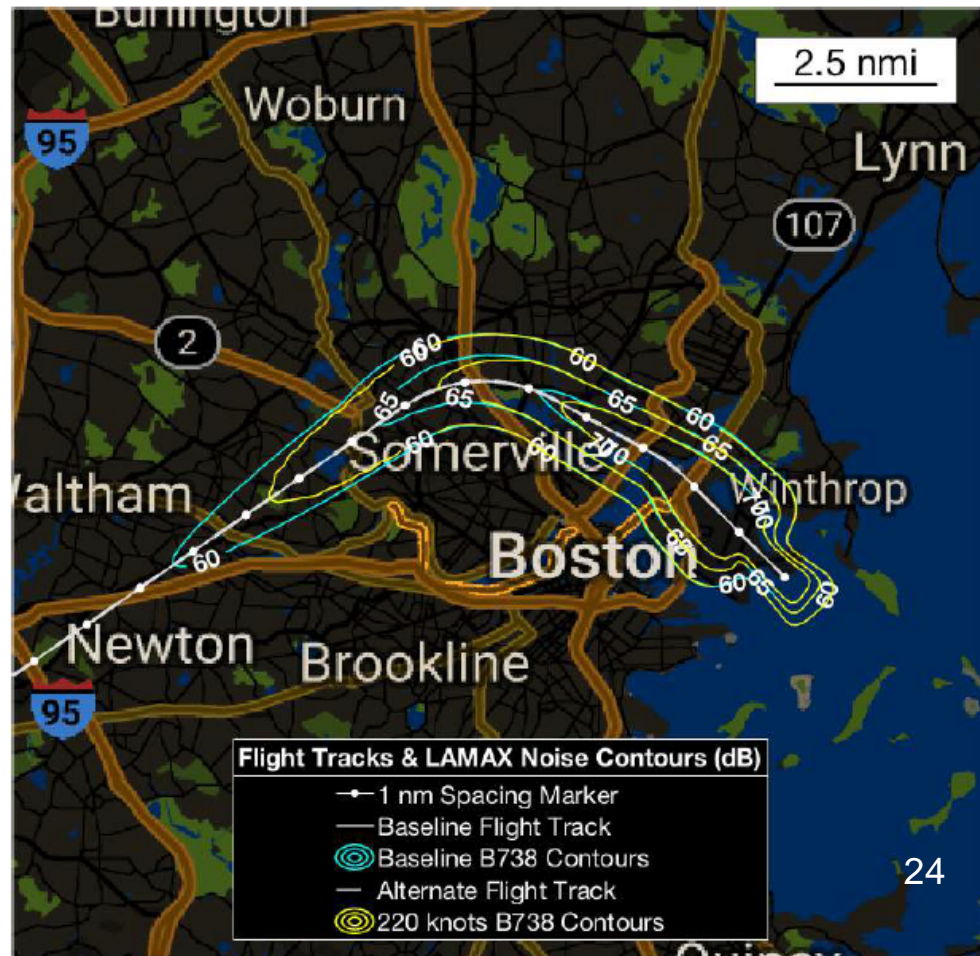 Burlington
2.5 nmi
Woburn
95
Lynn
107
2
60
60
60
65
65
65
60
60
60
65
Somerville
70
70
Waltham
Winthrop
70
60
Boston
65
60
65
60
Newton
Brookline
95
Flight Tracks & LAMAX Noise Contours (dB)
1 nm Spacing Marker
Baseline Flight Track
Baseline B738 Contours
Alternate Flight Track
220 knots B738 Contours
24
Quincy